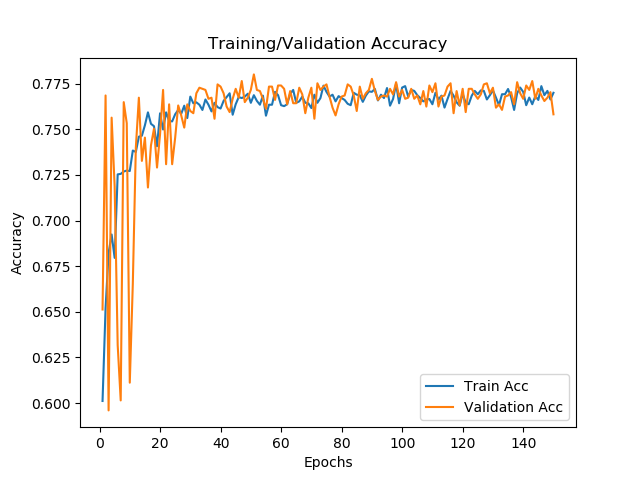 Training/Validation Accuracy
0.775
0.750
0.725
0.700
0.675
0.650
0.625
0.600
Accuracy
0 20 40 60 80 100 120 140
Epochs
Train Acc
Validation Acc